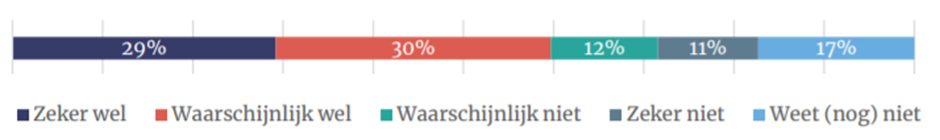 29% 30% 12% 11% 17%
Zeker wel Waarschijnlijk wel Waarschijnlijk niet Zeker niet Weet (nog) niet